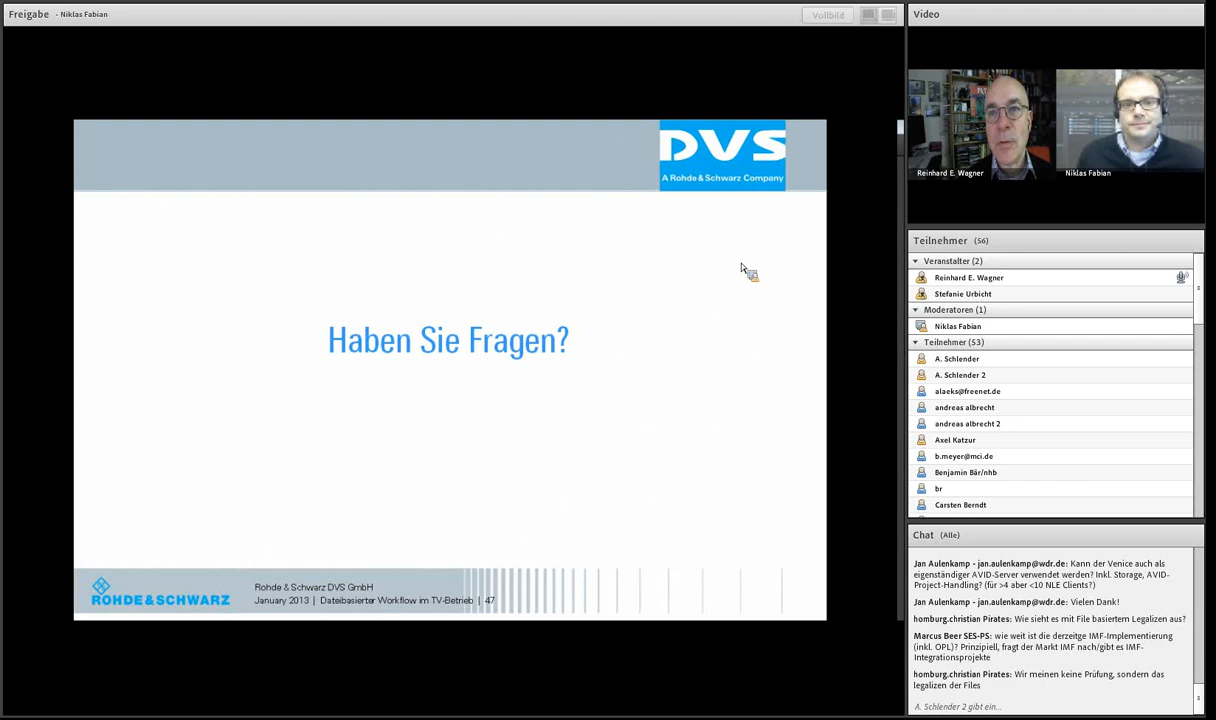 Freigabe - Niklas Fabian
Vollbild
DVS
A Rohde & Schwarz Company
Haben Sie Fragen?
ROHDE & SCHWARZ
Rohde & Schwarz DVS GmbH
January 2013 | Dateibasierter Workflow im TV-Betrieb | 47
Video
Reinhard E. Wagner
Niklas Fabian
Teilnehmer (56)
Veranstalter (2)
Reinhard E. Wagner
Stefanie Urbicht
Moderatoren (1)
Niklas Fabian
Teilnehmer (53)
A. Schlender
A. Schlender 2
alaeks@freenet.de
andreas albrecht
andreas albrecht 2
Axel Katzur
b.meyer@mci.de
Benjamin Bär/nhb
br
Carsten Berndt
Chat (Alle)
Jan Aulenkamp - jan.aulenkamp@wdr.de: Kann der Venice auch als
eigenständiger AVID-Server verwendet werden? Inkl. Storage, AVID-
Project-Handling? (für >4 aber <10 NLE Clients?)
Jan Aulenkamp - jan.aulenkamp@wdr.de: Vielen Dank!
homburg.christian Pirates: Wie sieht es mit File basiertem Legalizen aus?
Marcus Beer SES-PS: wie weit ist die derzeitge IMF-Implementierung
(inkl. OPL)? Prinzipiell, fragt der Markt IMF nach/gibt es IMF-
Integrationsprojekte
homburg.christian Pirates: Wir meinen keine Prüfung, sondern das
legalizen der Files
A. Schlender 2 gibt ein...